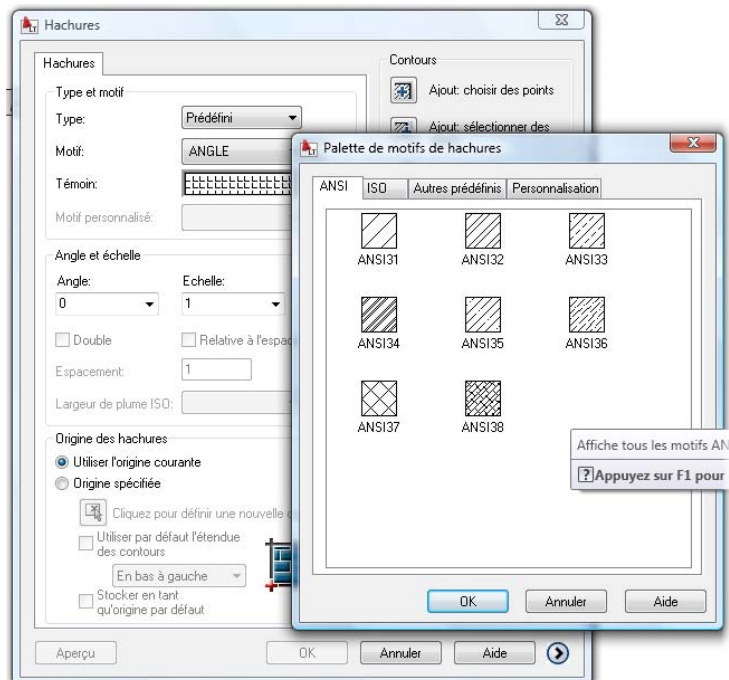 Hachures
Hachures
Type et motif
Type:
Prédéfini
Motif:
ANGLE
Témoin:
Motif personnalisé:
Angle et échelle
Angle:
Echelle:
0
1
Double
Relative à l'espac
Espacement:
1
Largeur de plume ISO:
Origine des hachures
Utiliser l'origine courante
Origine spécifiée
Cliquez pour définir une nouvelle
Utiliser par défaut l'étendue
des contours
En bas à gauche
Stocker en tant
qu'origine par défaut
Aperçu
OK
Annuler
Aide
Contours
Ajout: choisir des points
Ajout: sélectionner des
Palette de motifs de hachures
ANSI
ISO
Autres prédéfinis
Personnalisation
ANSI31
ANSI32
ANSI33
ANSI34
ANSI35
ANSI36
ANSI37
ANSI38
Affiche tous les motifs AN
Appuyez sur F1 pour
OK
Annuler
Aide